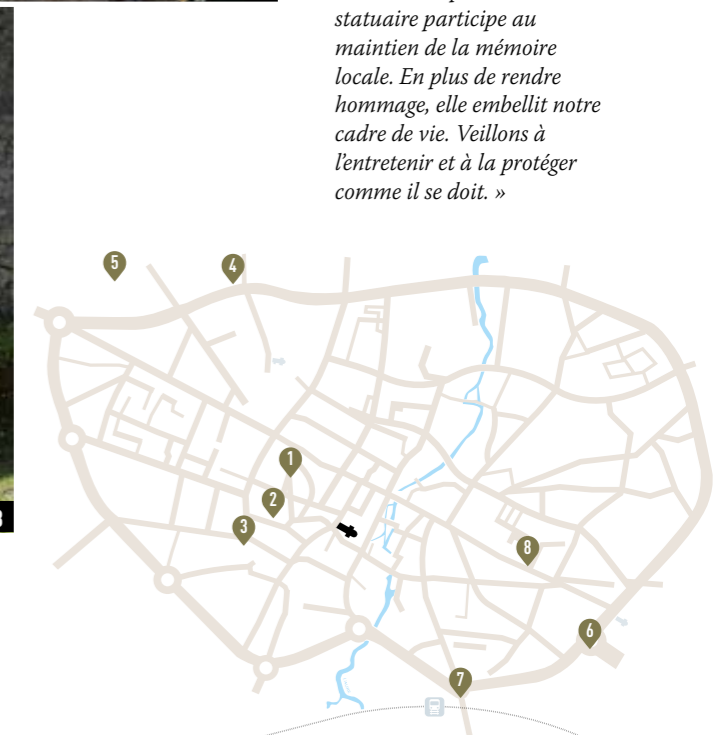 statuaire participe au
maintien de la mémoire
locale. En plus de rendre
hommage, elle embellit notre
cadre de vie. Veillons à
l'entretenir et à la protéger
comme il se doit. »
5
4
1
2
3
8
6
7